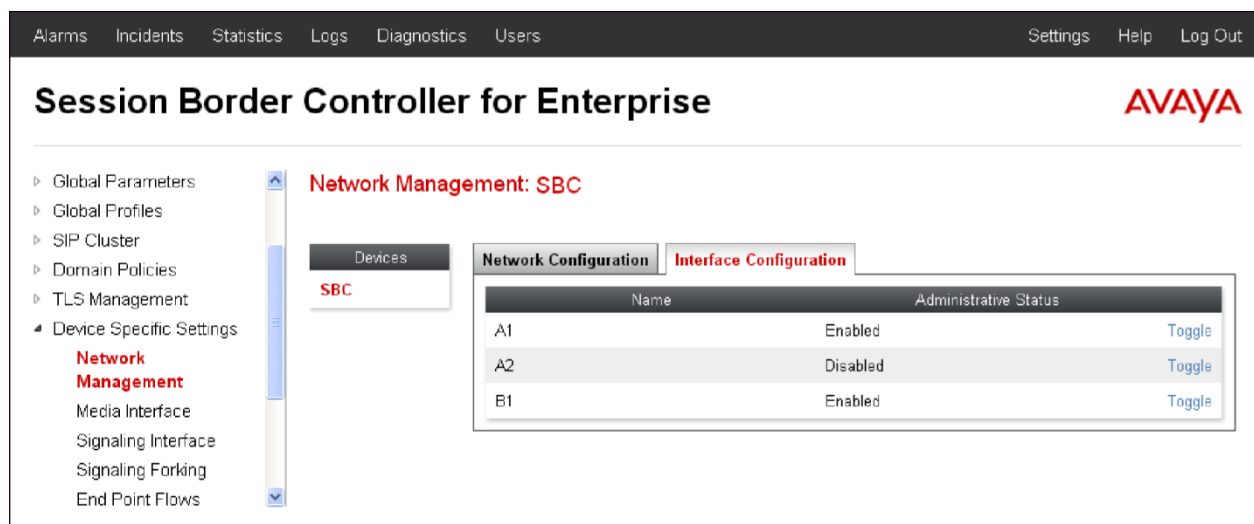 Alarms Incidents Statistics Logs Diagnostics Users Settings Help Log Out
Session Border Controller for Enterprise
AVAYA
Global Parameters
Global Profiles
SIP Cluster
Domain Policies
TLS Management
Device Specific Settings
Network
Management
Media Interface
Signaling Interface
Signaling Forking
End Point Flows
Network Management: SBC
Devices
SBC
Network Configuration Interface Configuration
Name Administrative Status
A1 Enabled Toggle
A2 Disabled Toggle
B1 Enabled Toggle